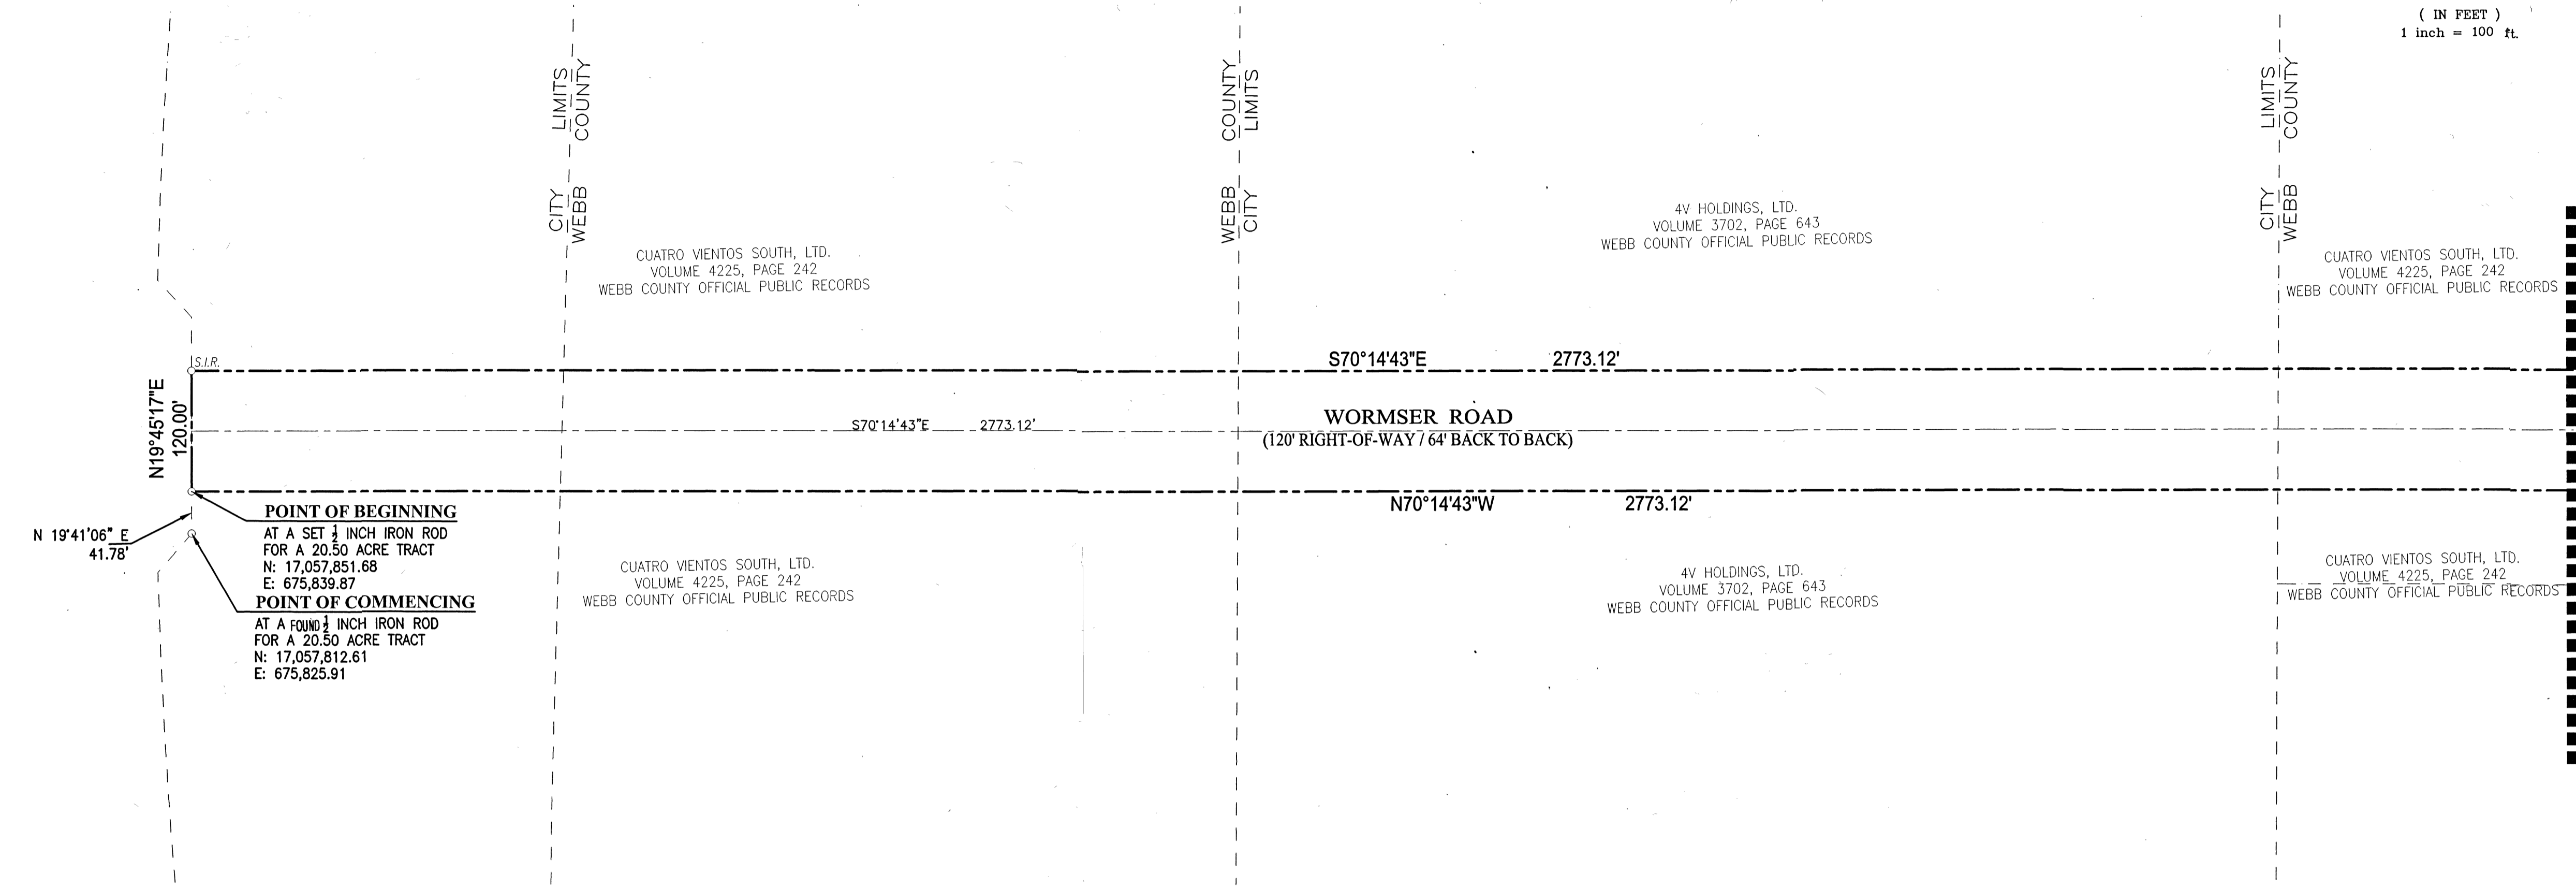 ( IN FEET )
1 inch = 100 ft.
CITY LIMITS
WEBB COUNTY
WEBB COUNTY
CITY LIMITS
CITY LIMITS
WEBB COUNTY
CUATRO VIENTOS SOUTH, LTD.
VOLUME 4225, PAGE 242
WEBB COUNTY OFFICIAL PUBLIC RECORDS
4V HOLDINGS, LTD.
VOLUME 3702, PAGE 643
WEBB COUNTY OFFICIAL PUBLIC RECORDS
CUATRO VIENTOS SOUTH, LTD.
VOLUME 4225, PAGE 242
WEBB COUNTY OFFICIAL PUBLIC RECORDS
S.I.R.
S70°14'43"E 2773.12'
N19°45'17"E
120.00'
S70°14'43"E 2773.12'
WORMSER ROAD
(120' RIGHT-OF-WAY / 64' BACK TO BACK)
N70°14'43"W 2773.12'
N 19°41'06" E
41.78'
POINT OF BEGINNING
AT A SET 1/2 INCH IRON ROD
FOR A 20.50 ACRE TRACT
N: 17,057,851.68
E: 675,839.87
POINT OF COMMENCING
AT A FOUND 1/2 INCH IRON ROD
FOR A 20.50 ACRE TRACT
N: 17,057,812.61
E: 675,825.91
CUATRO VIENTOS SOUTH, LTD.
VOLUME 4225, PAGE 242
WEBB COUNTY OFFICIAL PUBLIC RECORDS
4V HOLDINGS, LTD.
VOLUME 3702, PAGE 643
WEBB COUNTY OFFICIAL PUBLIC RECORDS
CUATRO VIENTOS SOUTH, LTD.
VOLUME 4225, PAGE 242
WEBB COUNTY OFFICIAL PUBLIC RECORDS